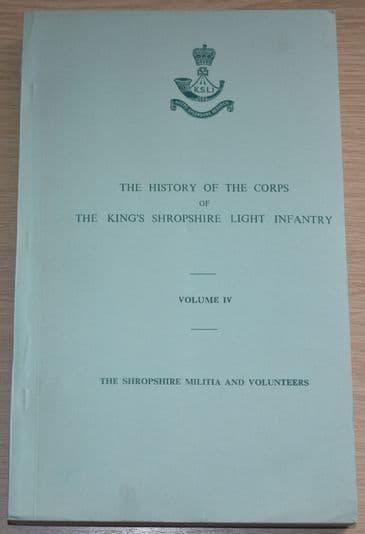 K.S.L.I
THE HISTORY OF THE CORPS
OF
THE KING'S SHROPSHIRE LIGHT INFANTRY
VOLUME IV
THE SHROPSHIRE MILITIA AND VOLUNTEERS